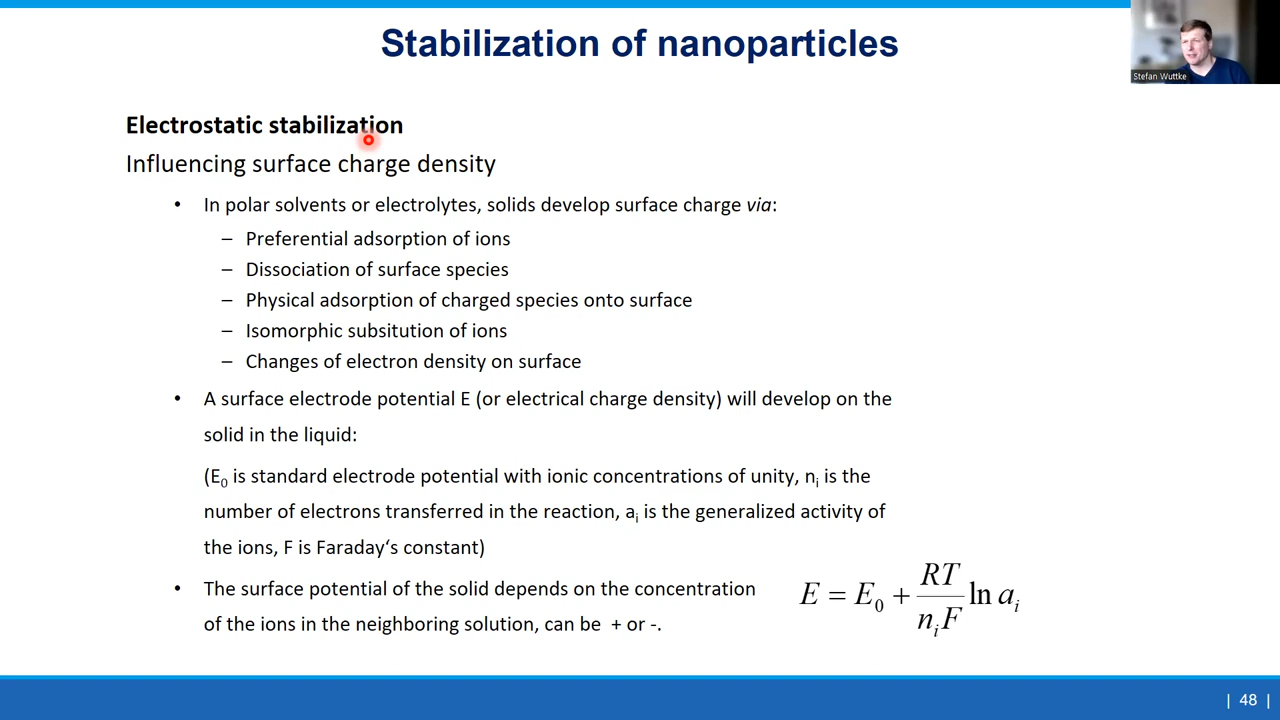 Stabilization of nanoparticles
Stefan Wuttke
Electrostatic stabilization
Influencing surface charge density
• In polar solvents or electrolytes, solids develop surface charge via:
– Preferential adsorption of ions
– Dissociation of surface species
– Physical adsorption of charged species onto surface
– Isomorphic subsitution of ions
– Changes of electron density on surface
• A surface electrode potential E (or electrical charge density) will develop on the
solid in the liquid:
(E₀ is standard electrode potential with ionic concentrations of unity, nᵢ is the
number of electrons transferred in the reaction, aᵢ is the generalized activity of
the ions, F is Faraday‘s constant)
• The surface potential of the solid depends on the concentration
of the ions in the neighboring solution, can be + or -.
E = E₀ + RT/nᵢF ln aᵢ
| 48 |